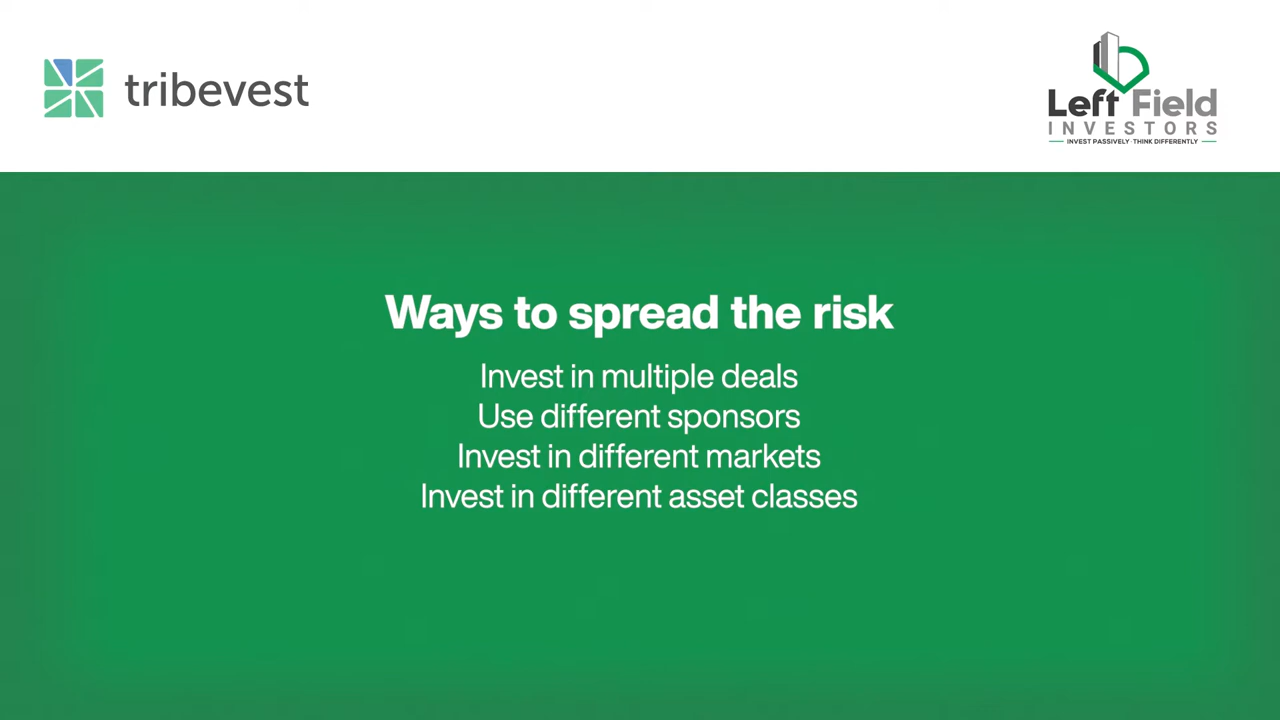 tribevest
Left Field
INVESTORS
INVEST PASSIVELY · THINK DIFFERENTLY
Ways to spread the risk
Invest in multiple deals
Use different sponsors
Invest in different markets
Invest in different asset classes